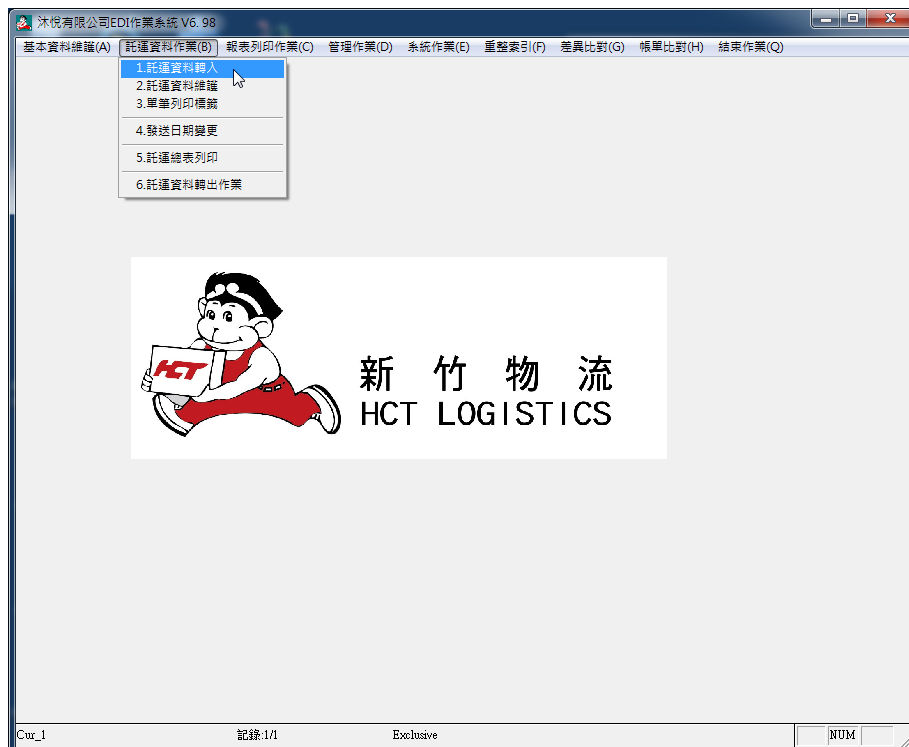 沐悅有限公司EDI作業系統 V6. 98
基本資料維護(A) 託運資料作業(B) 報表列印作業(C) 管理作業(D) 系統作業(E) 重整索引(F) 差異比對(G) 帳單比對(H) 結束作業(Q)
1.託運資料轉入
2.託運資料維護
3.單筆列印標籤
4.發送日期變更
5.託運總表列印
6.託運資料轉出作業
HCT
新竹物流
HCT LOGISTICS
Cur_1 記錄:1/1 Exclusive NUM